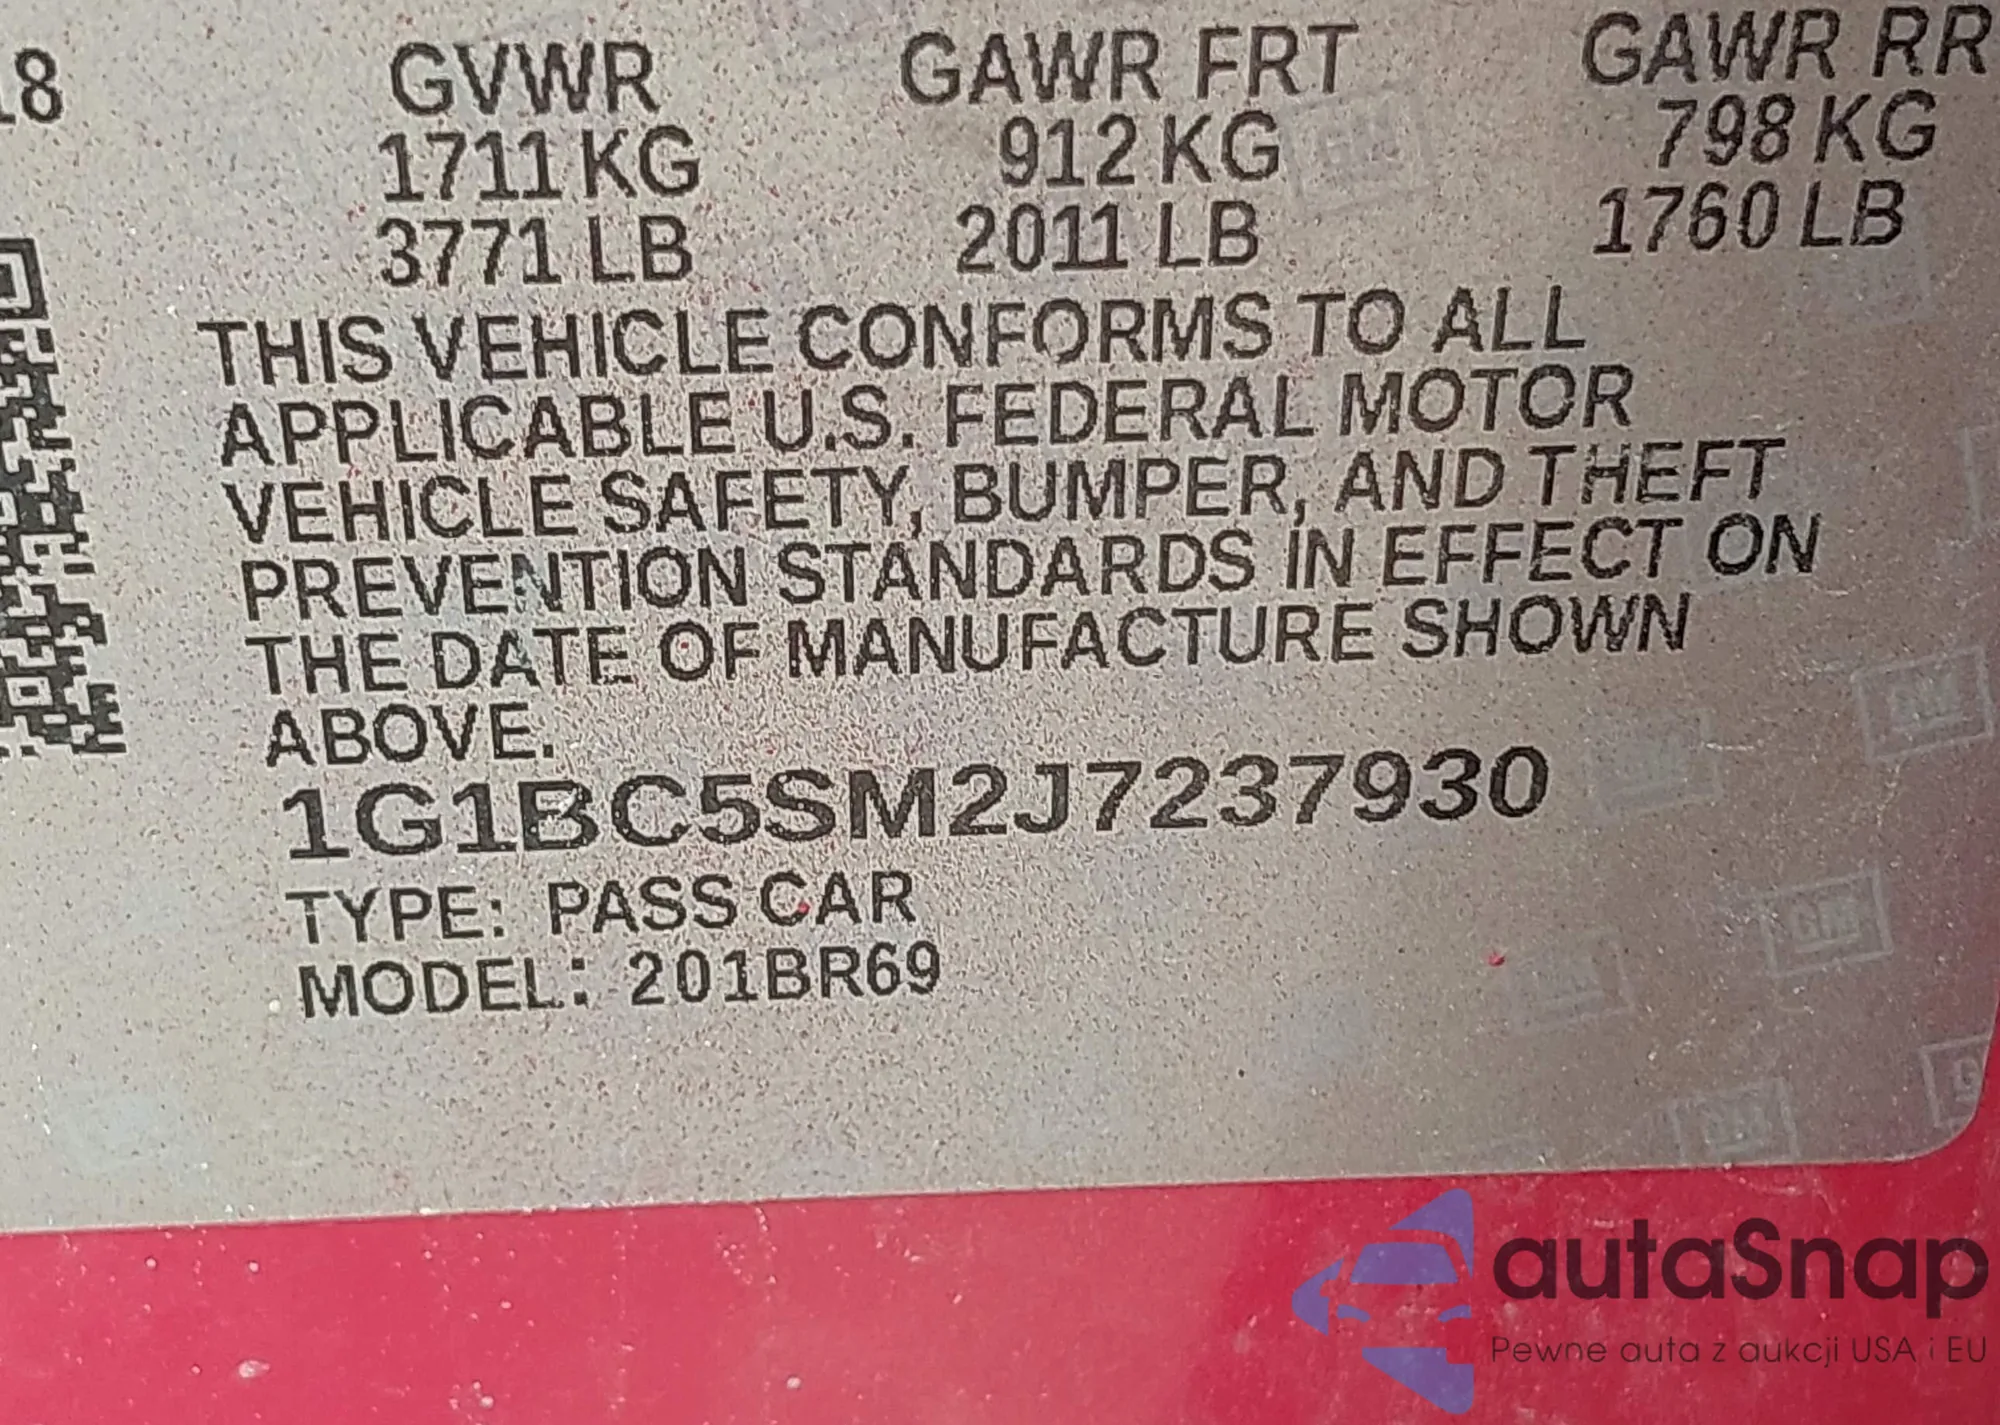 18 GVWR GAWR FRT GAWR RR
1711 KG 912 KG 798 KG
3771 LB 2011 LB 1760 LB
THIS VEHICLE CONFORMS TO ALL
APPLICABLE U.S. FEDERAL MOTOR
VEHICLE SAFETY, BUMPER, AND THEFT
PREVENTION STANDARDS IN EFFECT ON
THE DATE OF MANUFACTURE SHOWN
ABOVE.
1G1BC5SM2J7237930
TYPE: PASS CAR
MODEL: 201BR69
GM
GM
autaSnap
Pewne auta z aukcji USA i EU